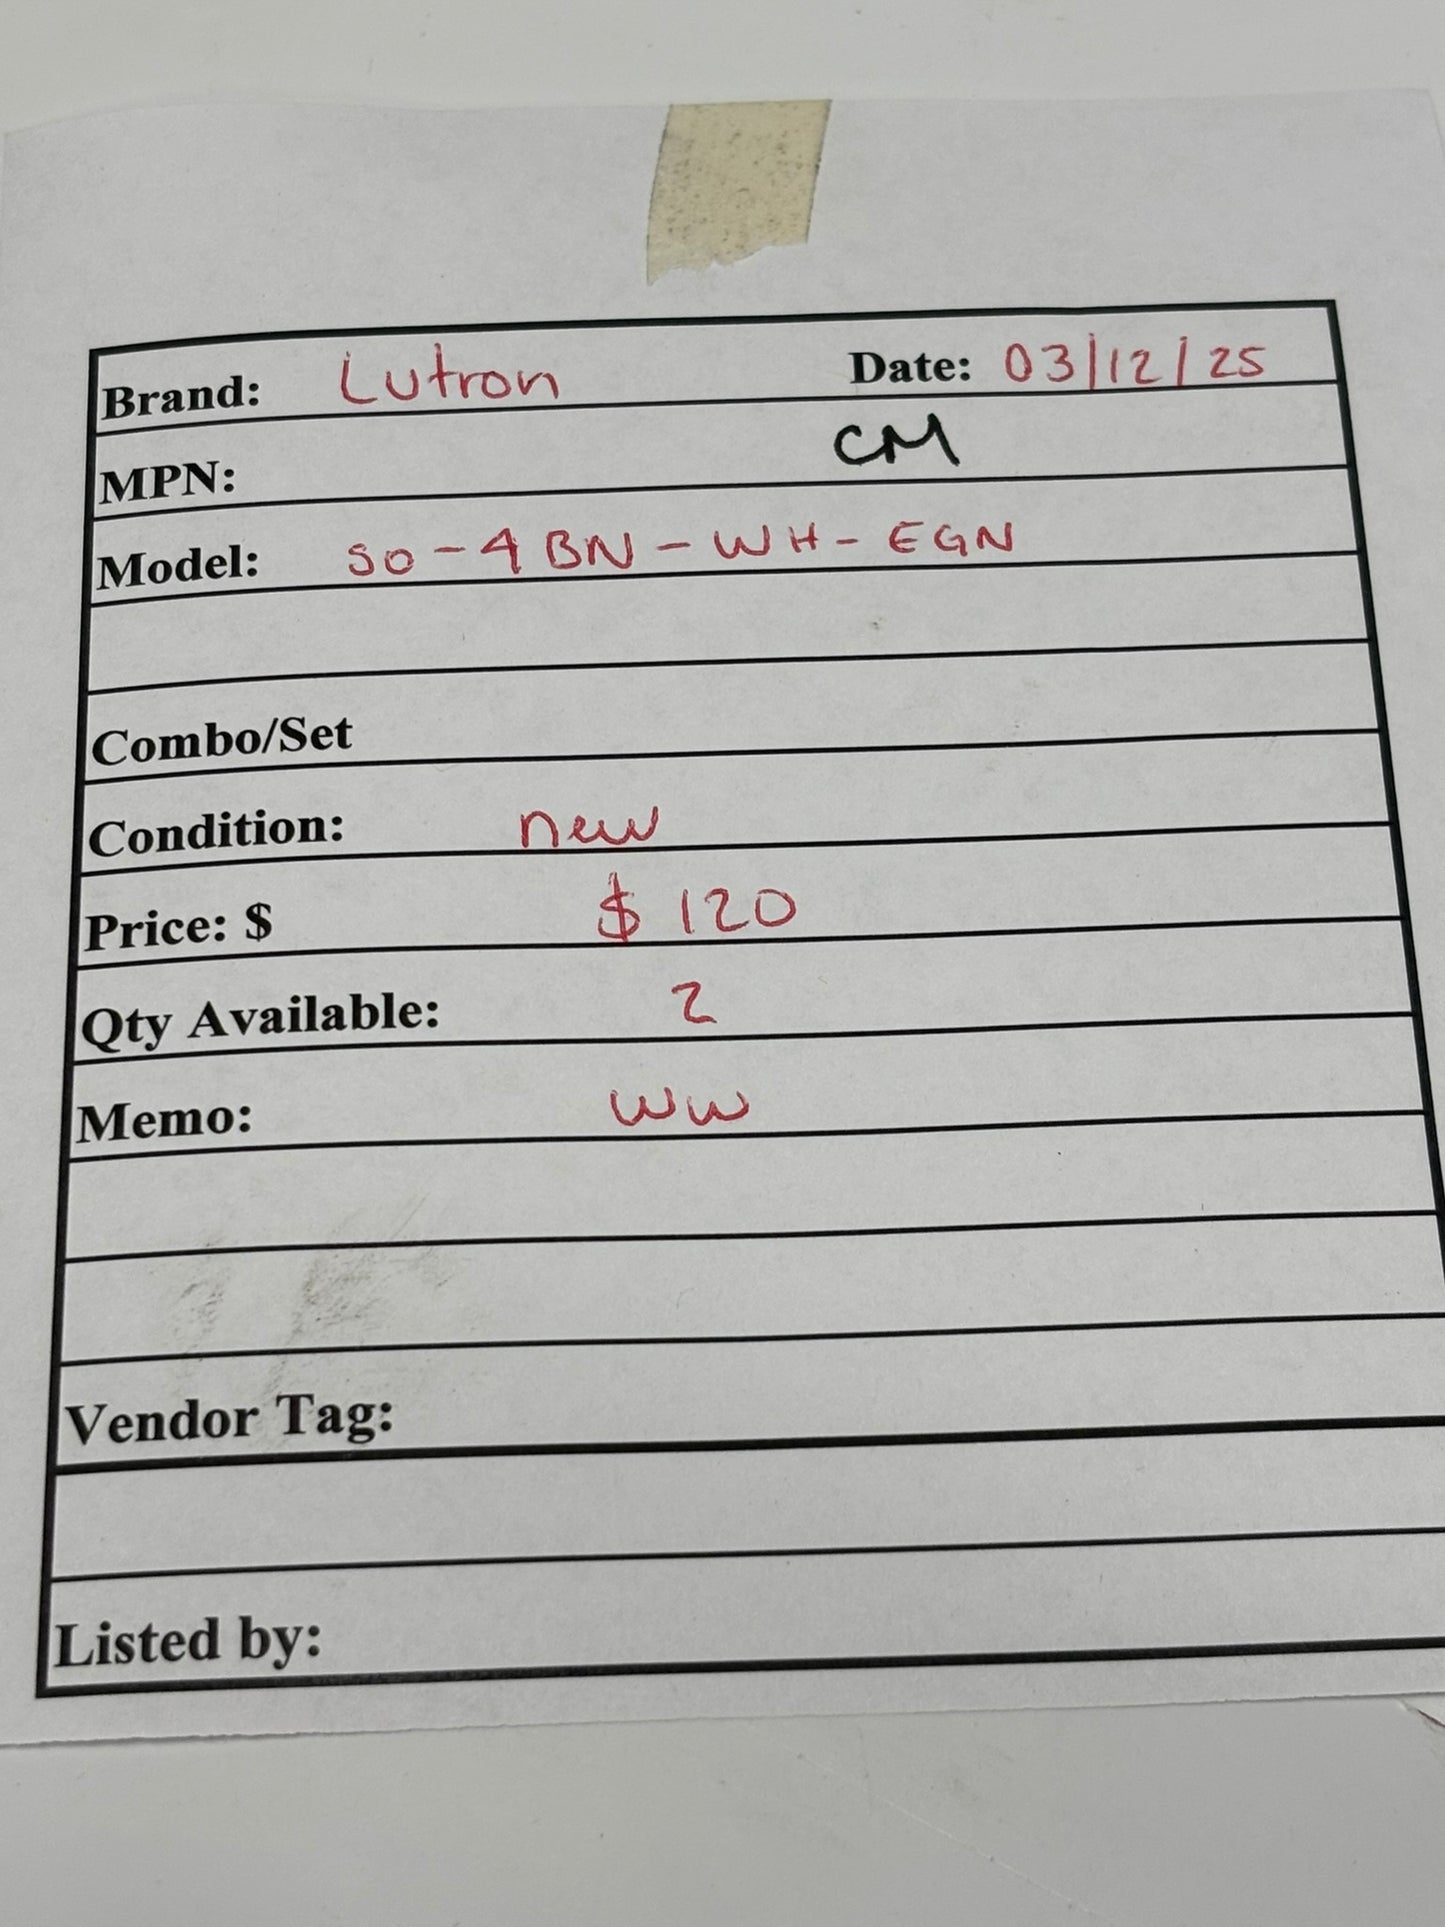 Brand: Lutron Date: 03/12/25
MPN: CM
Model: SO-4BN-WH-EGN
Combo/Set
Condition: new
Price: $ $120
Qty Available: 2
Memo: WW
Vendor Tag:
Listed by: